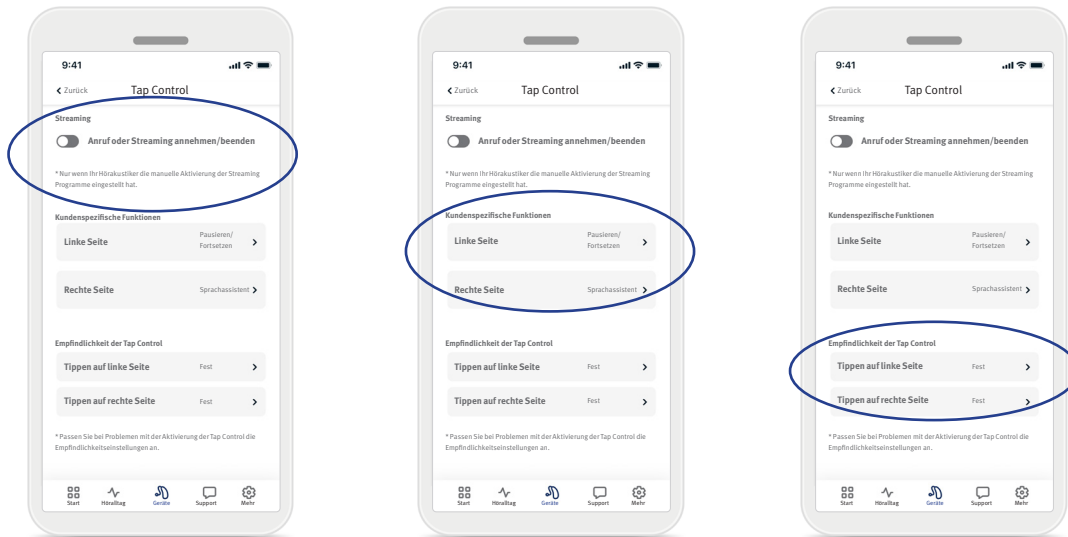 9:41
Zurück
Tap Control
Streaming
Anruf oder Streaming annehmen/beenden
* Nur wenn Ihr Hörakustiker die manuelle Aktivierung der Streaming
Programme eingestellt hat.
Kundenspezifische Funktionen
Linke Seite
Pausieren/
Fortsetzen
Rechte Seite
Sprachassistent
Empfindlichkeit der Tap Control
Tippen auf linke Seite
Fest
Tippen auf rechte Seite
Fest
* Passen Sie bei Problemen mit der Aktivierung der Tap Control die
Empfindlichkeitseinstellungen an.
Start
Höralltag
Geräte
Support
Mehr
9:41
Zurück
Tap Control
Streaming
Anruf oder Streaming annehmen/beenden
* Nur wenn Ihr Hörakustiker die manuelle Aktivierung der Streaming
Programme eingestellt hat.
Kundenspezifische Funktionen
Linke Seite
Pausieren/
Fortsetzen
Rechte Seite
Sprachassistent
Empfindlichkeit der Tap Control
Tippen auf linke Seite
Fest
Tippen auf rechte Seite
Fest
* Passen Sie bei Problemen mit der Aktivierung der Tap Control die
Empfindlichkeitseinstellungen an.
Start
Höralltag
Geräte
Support
Mehr
9:41
Zurück
Tap Control
Streaming
Anruf oder Streaming annehmen/beenden
* Nur wenn Ihr Hörakustiker die manuelle Aktivierung der Streaming
Programme eingestellt hat.
Kundenspezifische Funktionen
Linke Seite
Pausieren/
Fortsetzen
Rechte Seite
Sprachassistent
Empfindlichkeit der Tap Control
Tippen auf linke Seite
Fest
Tippen auf rechte Seite
Fest
* Passen Sie bei Problemen mit der Aktivierung der Tap Control die
Empfindlichkeitseinstellungen an.
Start
Höralltag
Geräte
Support
Mehr